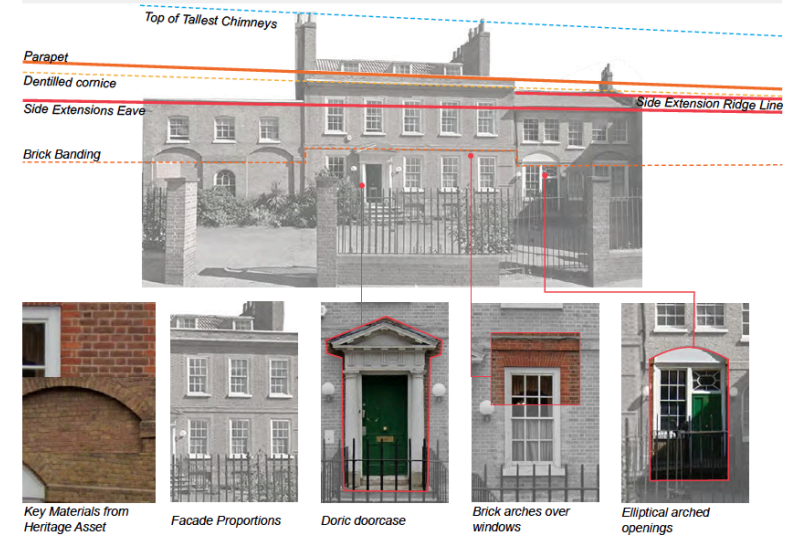 Top of Tallest Chimneys
Parapet
Dentilled cornice
Side Extension Ridge Line
Side Extensions Eave
Brick Banding
Key Materials from
Heritage Asset
Facade Proportions
Doric doorcase
Brick arches over
windows
Elliptical arched
openings